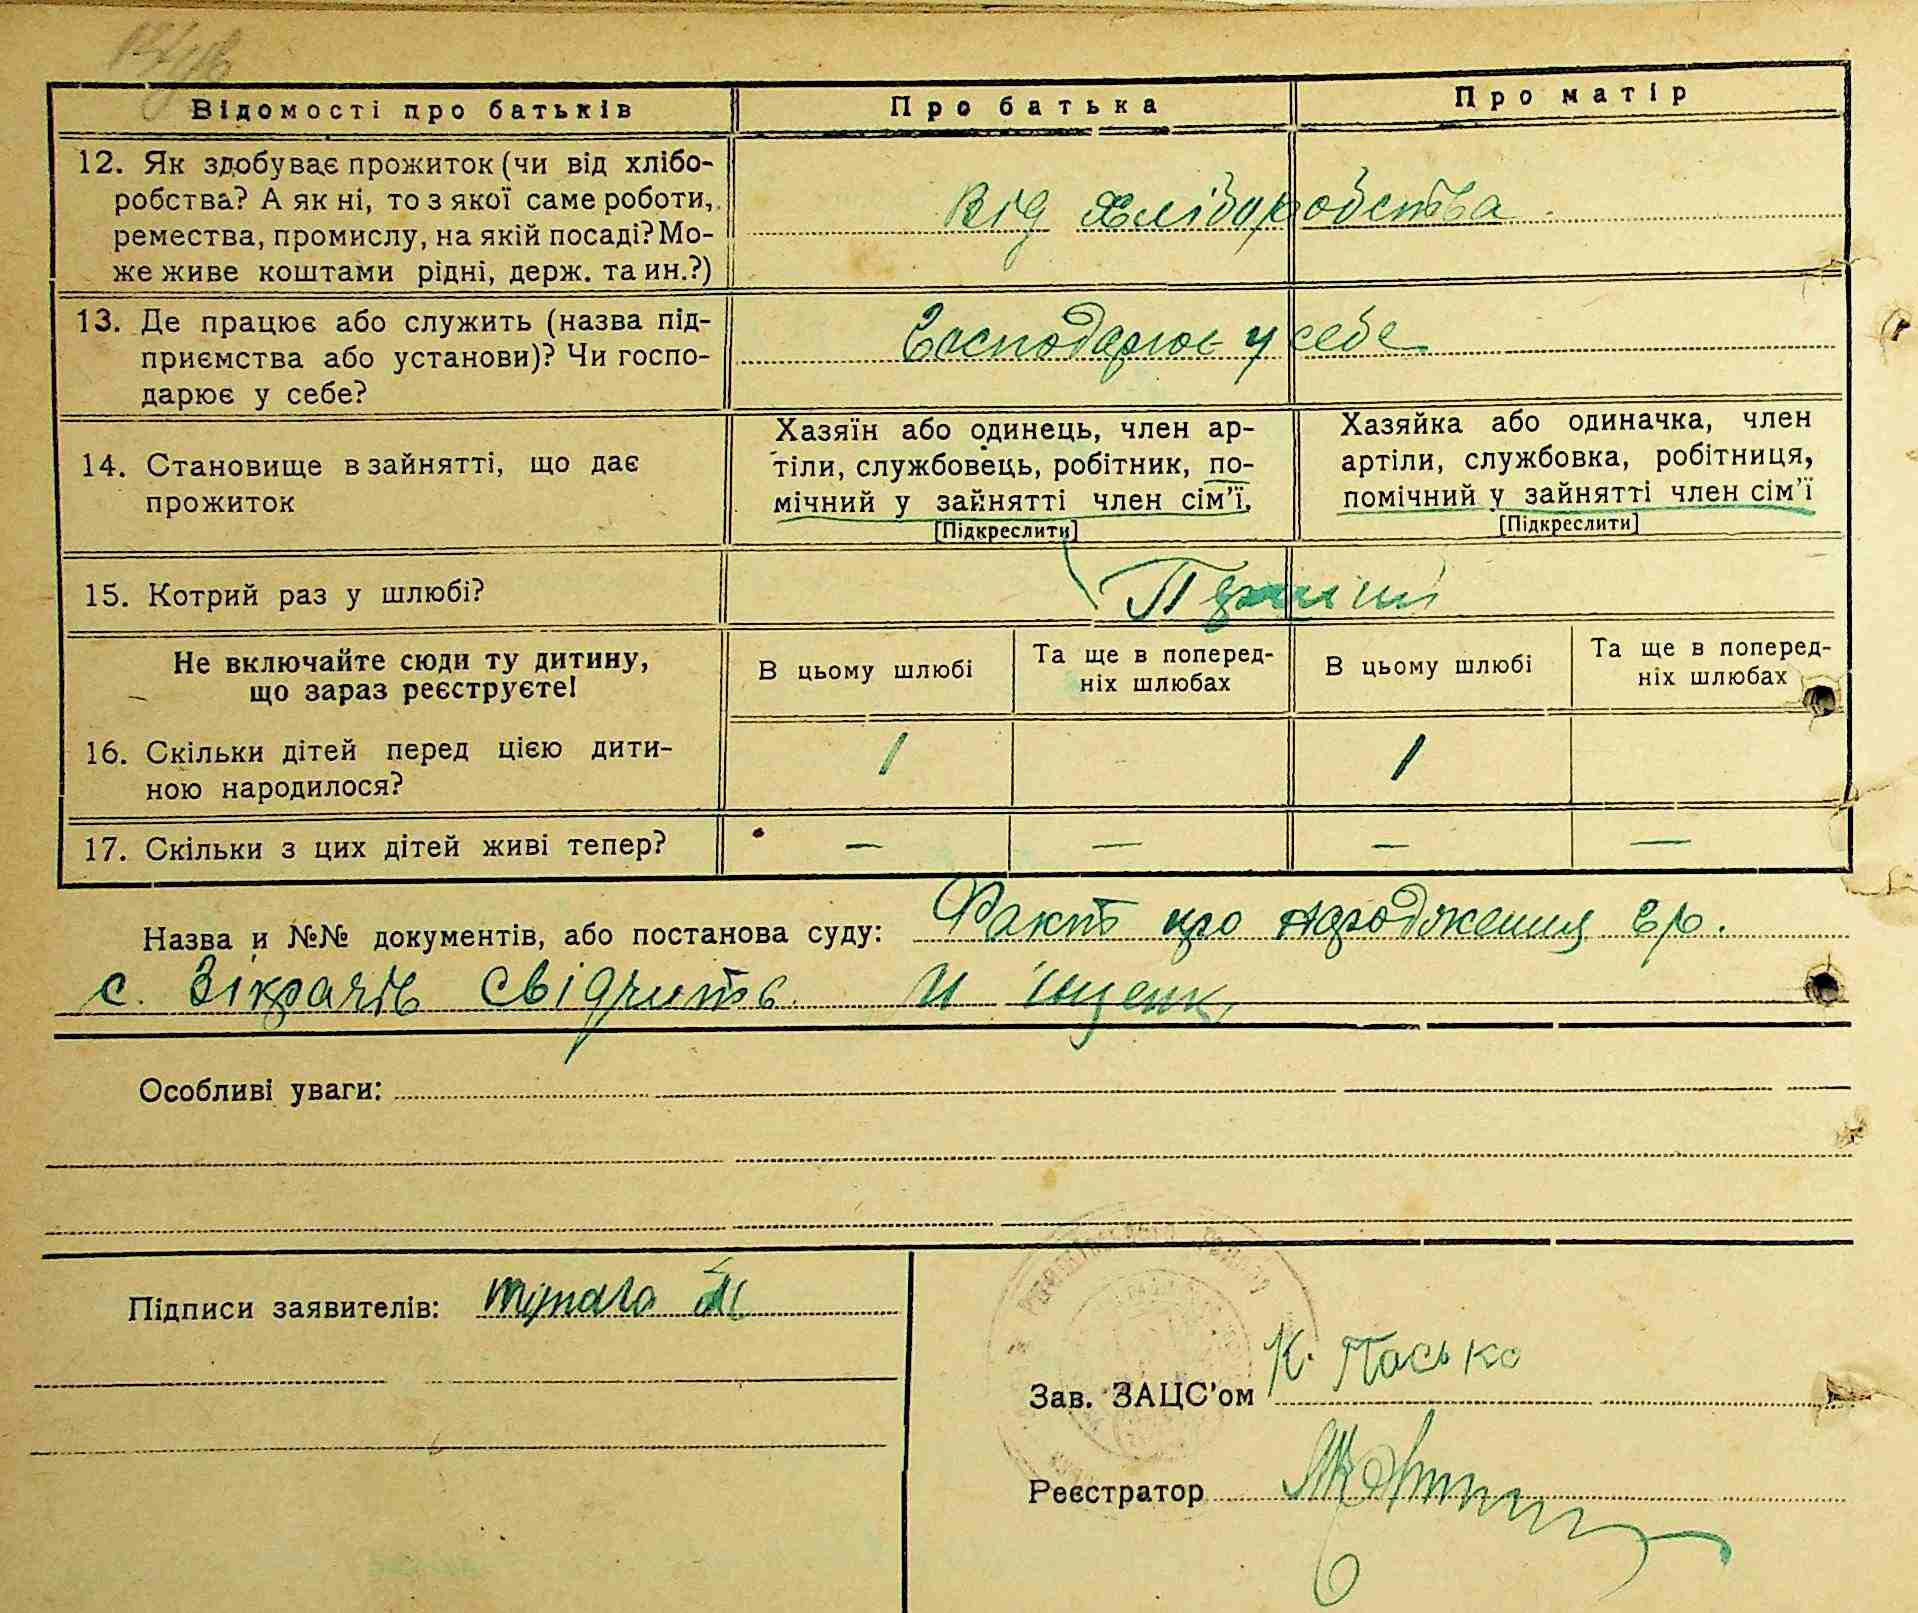 Відомості про батьків
Про батька
Про матір
12. Як здобуває прожиток (чи від хлібо-
робства? А як ні, то з якої саме роботи,
ремества, промислу, на якій посаді? Мо-
же живе коштами рідні, держ. та ин.?)
Від хліборобства
13. Де працює або служить (назва під-
приємства або установи)? Чи госпо-
дарює у себе?
Господарює у себе
14. Становище в зайнятті, що дає
прожиток
Хазяїн або одинець, член ар-
тіли, службовець, робітник, по-
мічний у зайнятті член сім'ї.
[Підкреслити]
Хазяйка або одиначка, член
артіли, службовка, робітниця,
помічний у зайнятті член сім'ї
[Підкреслити]
15. Котрий раз у шлюбі?
Не включайте сюди ту дитину,
що зараз реєструєте!
В цьому шлюбі
Та ще в поперед-
ніх шлюбах
В цьому шлюбі
Та ще в поперед-
ніх шлюбах
16. Скільки дітей перед цією дити-
ною народилося?
1
1
17. Скільки з цих дітей живі тепер?
— — — —
Назва и №№ документів, або постанова суду: Факт про народження
с. Зікрачів свідчить
Особливі уваги:
Підписи заявителів:
Зав. ЗАЦС'ом К. Пасько
Реєстратор